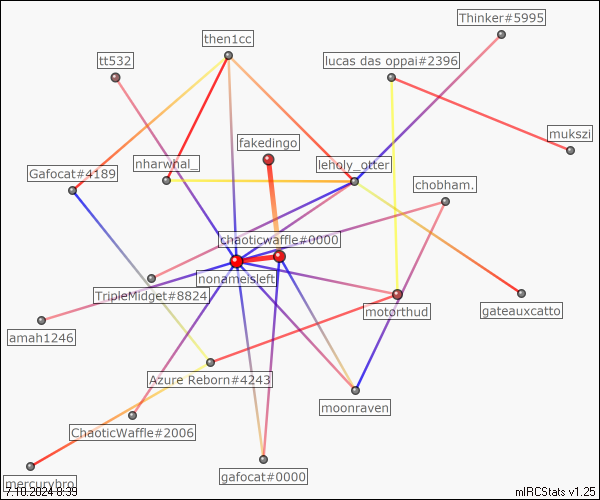 Thinker#5995
then1cc
tt532
lucas das oppai#2396
mukszi
fakedingo
nharwhal_
leholy_otter
Gafocat#4189
chobham.
chaoticwaffle#0000
nonameisleft
TripleMidget#8824
motorthud
gateauxcatto
amah1246
Azure Reborn#4243
moonraven
ChaoticWaffle#2006
gafocat#0000
mercurybro
7.10.2024 8:39
mIRCStats v1.25